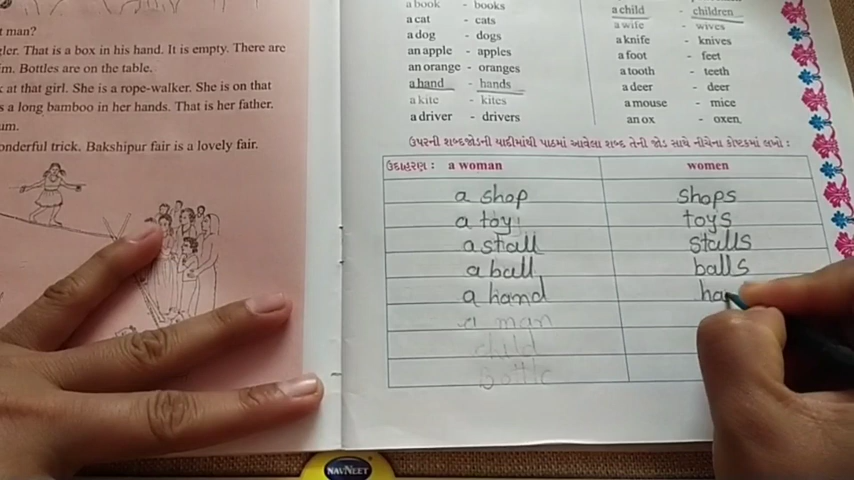 t man?
gler. That is a box in his hand. It is empty. There are
im. Bottles are on the table.
k at that girl. She is a rope-walker. She is on that
s a long bamboo in her hands. That is her father.
um.
onderful trick. Bakshipur fair is a lovely fair.
a book - books
a cat - cats
a dog - dogs
an apple - apples
an orange - oranges
a hand - hands
a kite - kites
a driver - drivers
a child - children
a wife - wives
a knife - knives
a foot - feet
a tooth - teeth
a deer - deer
a mouse - mice
an ox - oxen
ઉપરની શબ્દજોડની યાદીમાંથી પાઠમાં આવેલા શબ્દ તેની જોડ સાથે નીચેના કોષ્ટકમાં લખો :
ઉદાહરણ : a woman women
a shop shops
a toy toys
a stall stalls
a ball balls
a hand ha
a man
child
Bottle
NAVNEET